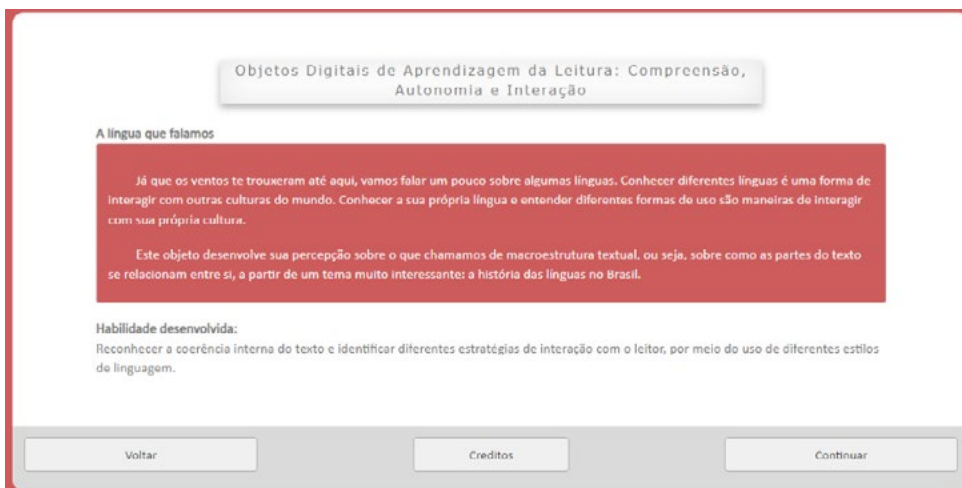 Objetos Digitais de Aprendizagem da Leitura: Compreensão,
Autonomia e Interação
A língua que falamos
Já que os ventos te trouxeram até aqui, vamos falar um pouco sobre algumas línguas. Conhecer diferentes línguas é uma forma de
interagir com outras culturas do mundo. Conhecer a sua própria língua e entender diferentes formas de uso são maneiras de interagir
com sua própria cultura.
Este objeto desenvolve sua percepção sobre o que chamamos de macroestrutura textual, ou seja, sobre como as partes do texto
se relacionam entre si, a partir de um tema muito interessante: a história das línguas no Brasil.
Habilidade desenvolvida:
Reconhecer a coerência interna do texto e identificar diferentes estratégias de interação com o leitor, por meio do uso de diferentes estilos
de linguagem.
Voltar
Creditos
Continuar